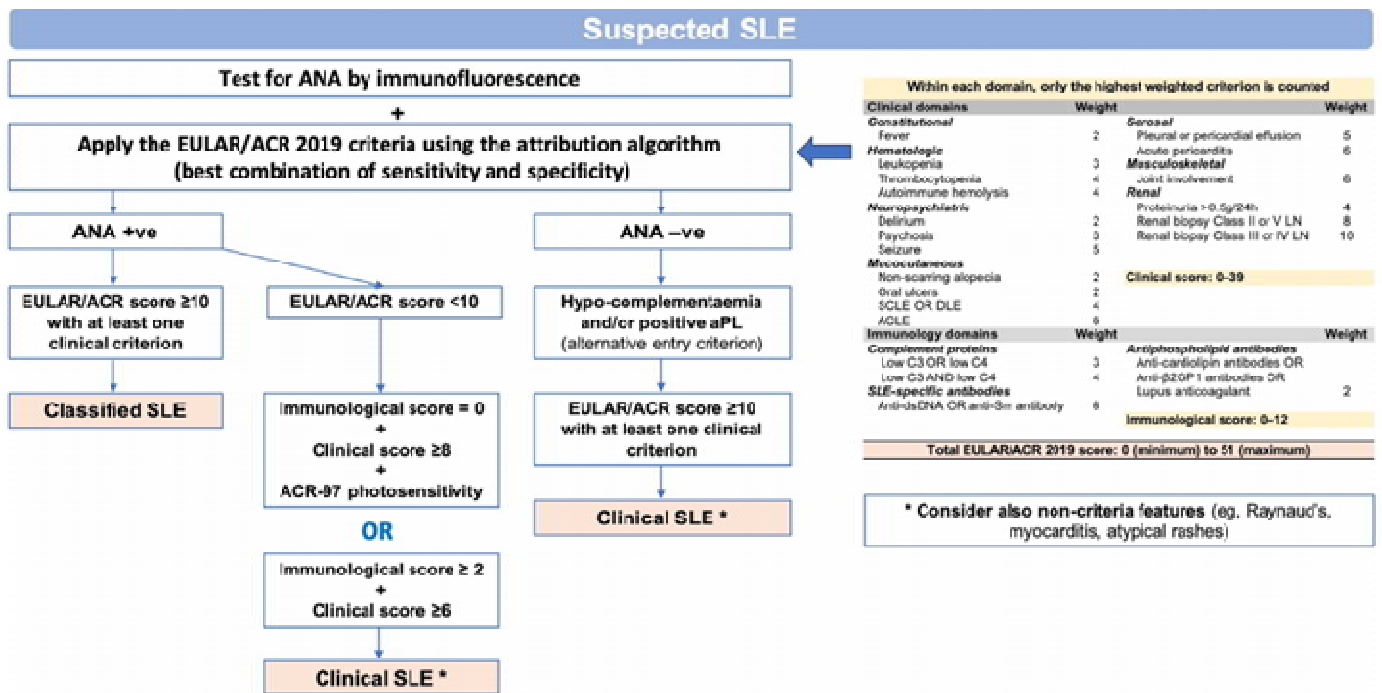 Suspected SLE
Test for ANA by immunofluorescence
+
Apply the EULAR/ACR 2019 criteria using the attribution algorithm
(best combination of sensitivity and specificity)
ANA +ve
ANA –ve
EULAR/ACR score ≥10
with at least one
clinical criterion
EULAR/ACR score <10
Hypo-complementaemia
and/or positive aPL
(alternative entry criterion)
Classified SLE
Immunological score = 0
+
Clinical score ≥8
+
ACR-97 photosensitivity
EULAR/ACR score ≥10
with at least one clinical
criterion
OR
Clinical SLE *
Immunological score ≥ 2
+
Clinical score ≥6
Clinical SLE *
Within each domain, only the highest weighted criterion is counted
Clinical domains Weight
Constitutional
Fever 2
Hematologic
Leukopenia 3
Thrombocytopenia 4
Autoimmune hemolysis 4
Neuropsychiatric
Delirium 2
Psychosis 3
Seizure 5
Mucocutaneous
Non-scarring alopecia 2
Oral ulcers 2
SCLE OR DLE 4
ACLE 6
Weight
Serosal
Pleural or pericardial effusion 5
Acute pericarditis 6
Musculoskeletal
Joint involvement 6
Renal
Proteinuria >0.5g/24h 4
Renal biopsy Class II or V LN 8
Renal biopsy Class III or IV LN 10
Clinical score: 0-39
Immunology domains Weight
Complement proteins
Low C3 OR low C4 3
Low C3 AND low C4 4
SLE-specific antibodies
Anti-dsDNA OR anti-Sm antibody 6
Weight
Antiphospholipid antibodies
Anti-cardiolipin antibodies OR
Anti-β2GP1 antibodies OR
Lupus anticoagulant 2
Immunological score: 0–12
Total EULAR/ACR 2019 score: 0 (minimum) to 51 (maximum)
* Consider also non-criteria features (eg, Raynaud's,
myocarditis, atypical rashes)